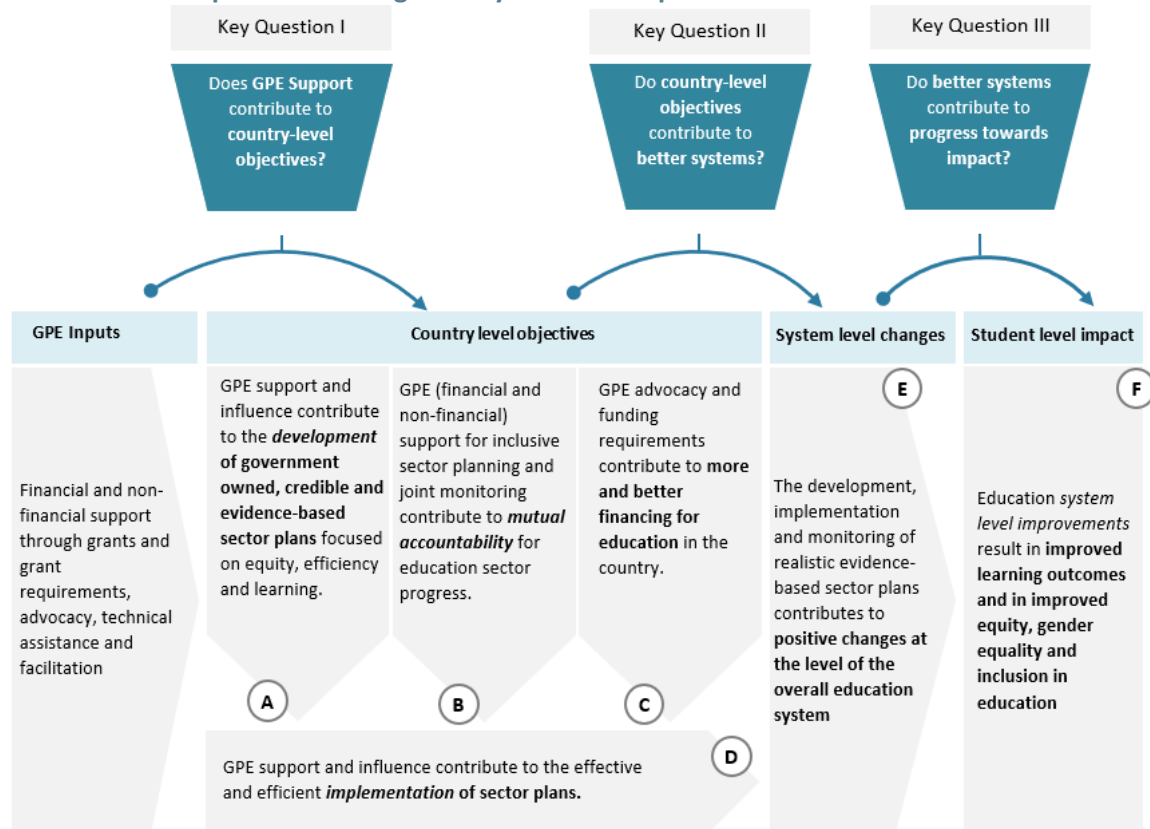 Key Question I
Does GPE Support
contribute to
country-level
objectives?
Key Question II
Do country-level
objectives
contribute to
better systems?
Key Question III
Do better systems
contribute to
progress towards
impact?
GPE Inputs
Country level objectives
System level changes
Student level impact
Financial and non-
financial support
through grants and
grant
requirements,
advocacy, technical
assistance and
facilitation
GPE support and
influence contribute
to the development
of government
owned, credible and
evidence-based
sector plans focused
on equity, efficiency
and learning.
A
GPE (financial and
non-financial)
support for inclusive
sector planning and
joint monitoring
contribute to mutual
accountability for
education sector
progress.
B
GPE advocacy and
funding
requirements
contribute to more
and better
financing for
education in the
country.
C
GPE support and influence contribute to the effective
and efficient implementation of sector plans.
D
E
The development,
implementation
and monitoring of
realistic evidence-
based sector plans
contributes to
positive changes at
the level of the
overall education
system
F
Education system
level improvements
result in improved
learning outcomes
and in improved
equity, gender
equality and
inclusion in
education